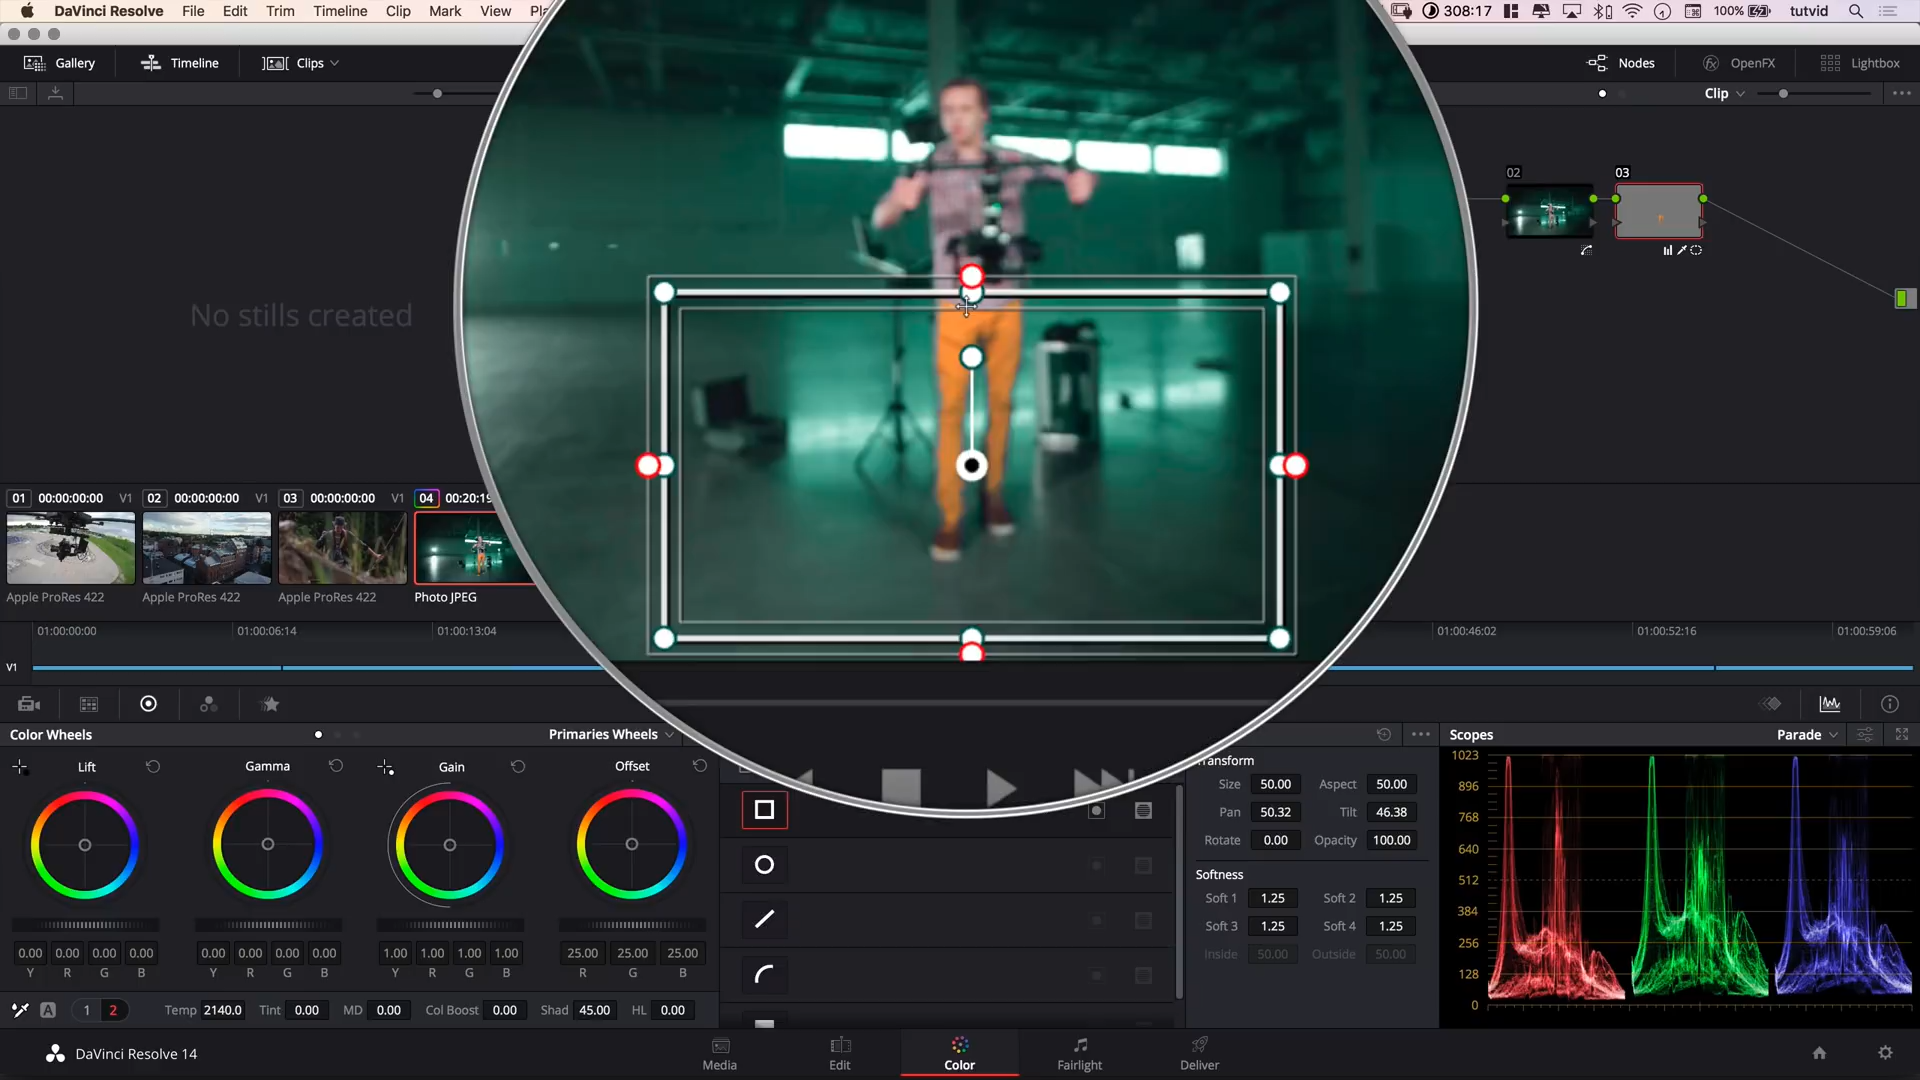 DaVinci Resolve File Edit Trim Timeline Clip Mark View 308:17 100% tutvid
Gallery Timeline Clips Nodes OpenFX Lightbox
Clip
02 03
No stills created
01 00:00:00:00 V1 02 00:00:00:00 V1 03 00:00:00:00 V1 04
Apple ProRes 422 Apple ProRes 422 Apple ProRes 422 Photo JPEG
01:00:00:00 01:00:06:14 01:00:13:04 01:00:46:02 01:00:52:16 01:00:59:06
V1
Color Wheels Primaries Wheels Scopes Parade
Lift Gamma Gain Offset
Transform
Size 50.00 Aspect 50.00
Pan 50.32 Tilt 46.38
Rotate 0.00 Opacity 100.00
Softness
Soft 1 1.25 Soft 2 1.25
Soft 3 1.25 Soft 4 1.25
Inside 50.00 Outside 50.00
1023
896
768
640
512
384
256
128
0
0.00 0.00 0.00 0.00 0.00 0.00 0.00 0.00 1.00 1.00 1.00 1.00 25.00 25.00 25.00
Y R G B Y R G B Y R G B R G B
A 1 2 Temp 2140.0 Tint 0.00 MD 0.00 Col Boost 0.00 Shad 45.00 HL 0.00
DaVinci Resolve 14 Media Edit Color Fairlight Deliver